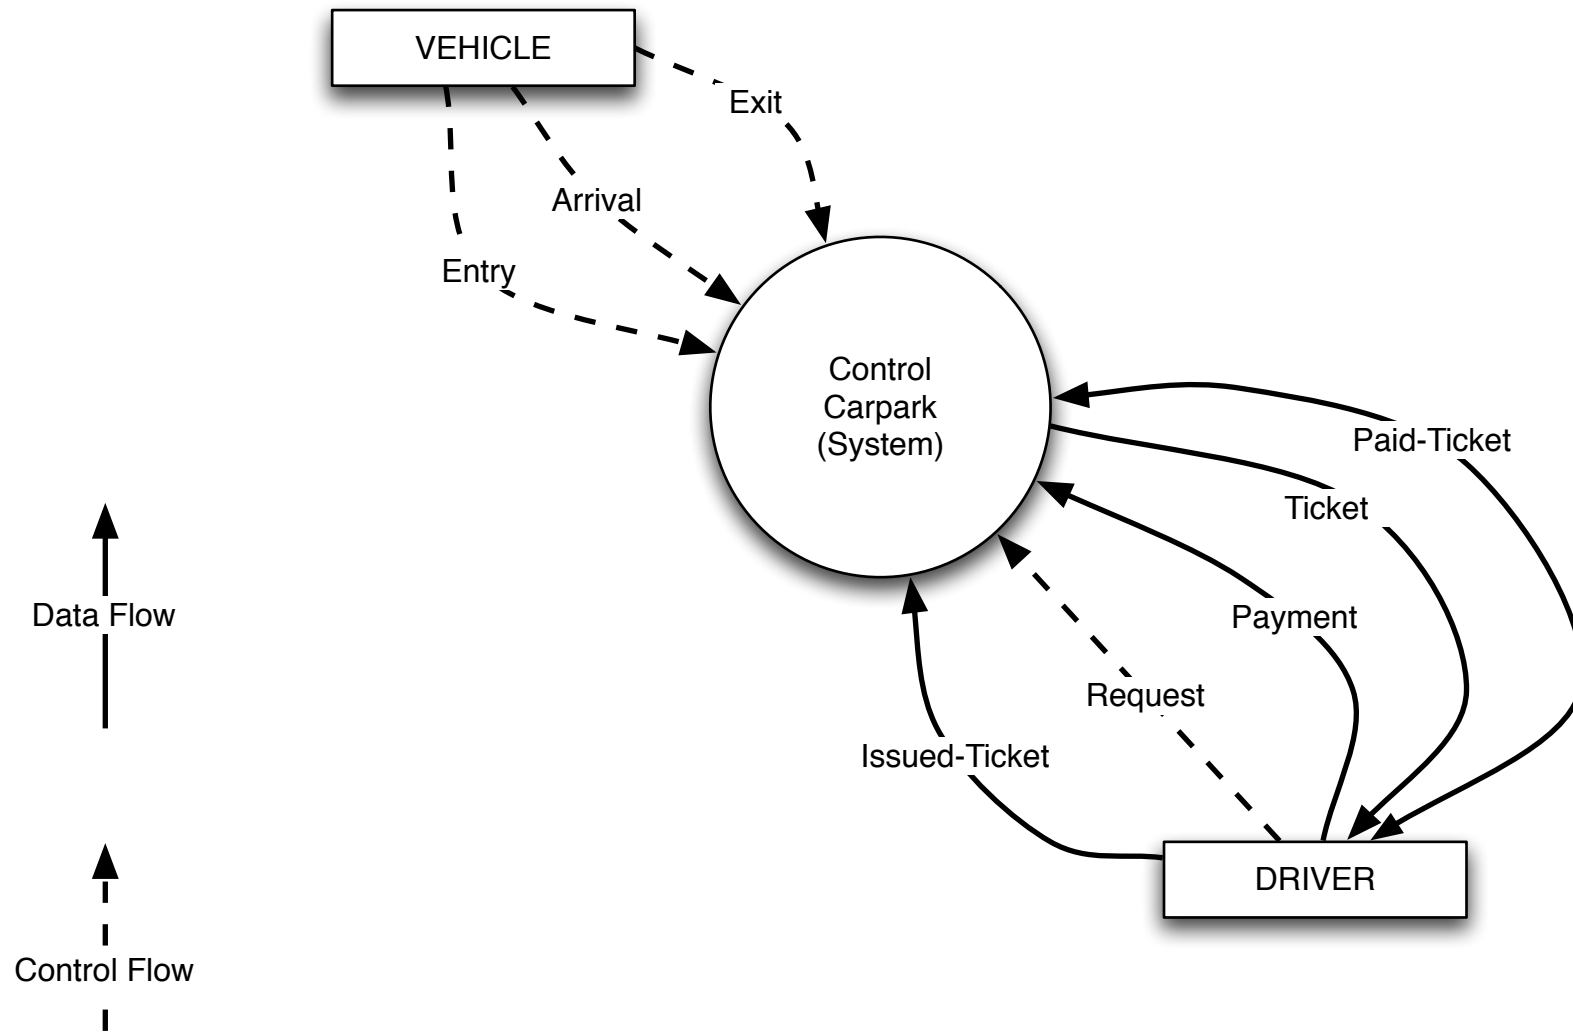 VEHICLE
Exit
Arrival
Entry
Control
Carpark
(System)
Paid-Ticket
Ticket
Data Flow
Payment
Request
Issued-Ticket
DRIVER
Control Flow